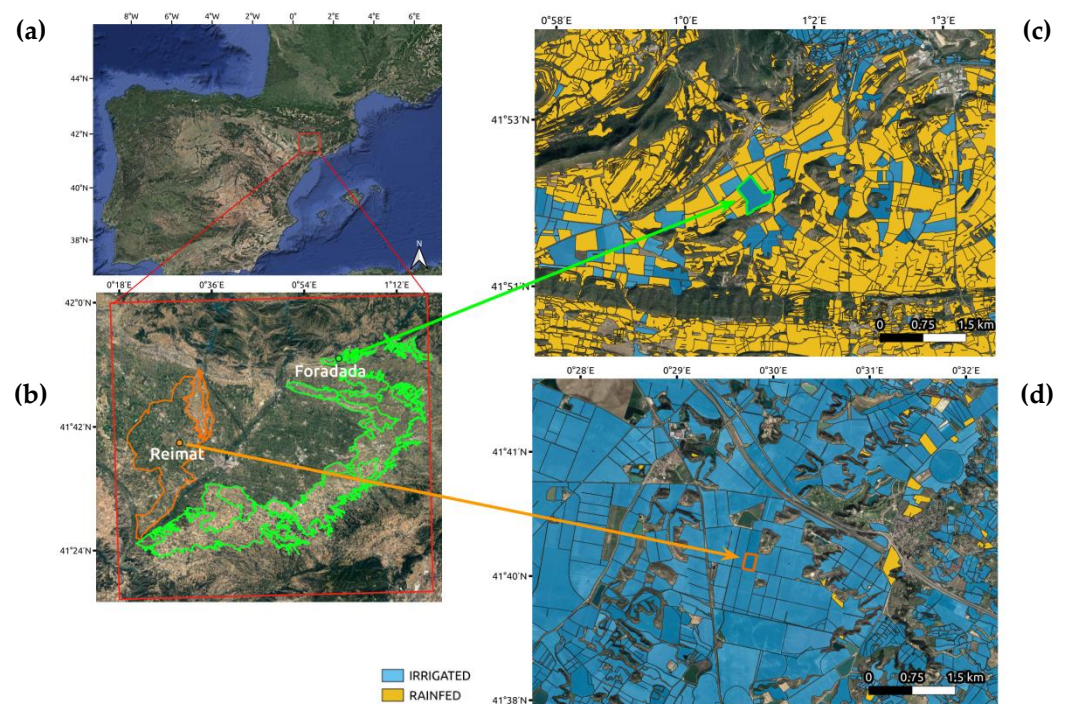 (a)
8°W 6°W 4°W 2°W 0°E 2°E 4°E 6°E
44°N
42°N
40°N
38°N
N
(c)
0°58'E 1°0'E 1°2'E 1°3'E
41°53'N
41°51'N
0 0.75 1.5 km
(b)
0°18'E 0°36'E 0°54'E 1°12'E
42°0'N
41°42'N
41°24'N
Foradada
Reimat
(d)
0°28'E 0°29'E 0°30'E 0°31'E 0°32'E
41°41'N
41°40'N
41°38'N
0 0.75 1.5 km
IRRIGATED
RAINFED